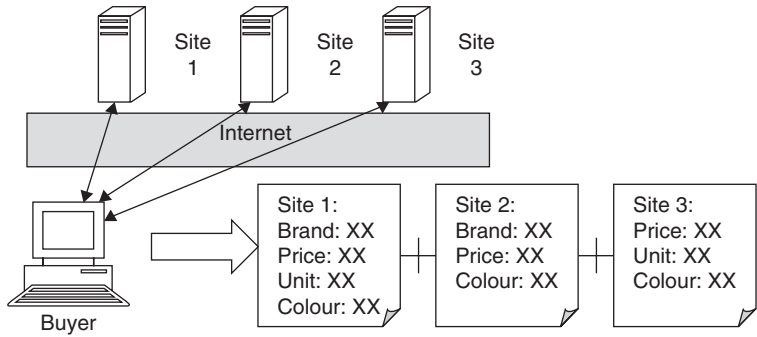 Site
1
Site
2
Site
3
Internet
Site 1:
Brand: XX
Price: XX
Unit: XX
Colour: XX
Site 2:
Brand: XX
Price: XX
Colour: XX
Site 3:
Price: XX
Unit: XX
Colour: XX
Buyer